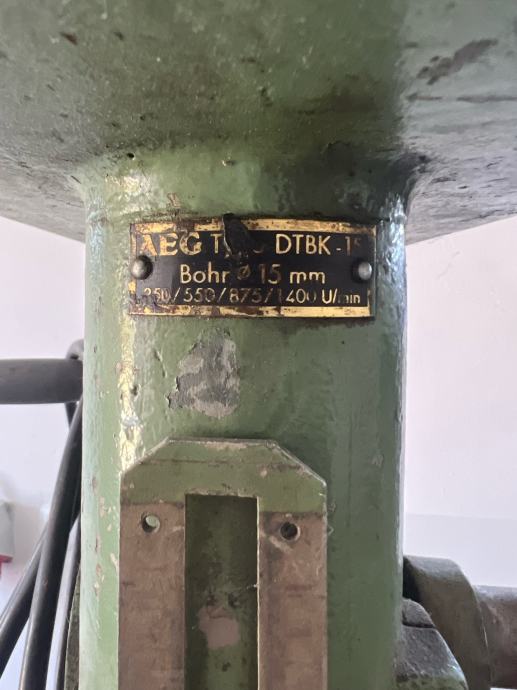 AEG DTBK-15
Bohr ⌀ 15 mm
250/550/875/1400 U/min